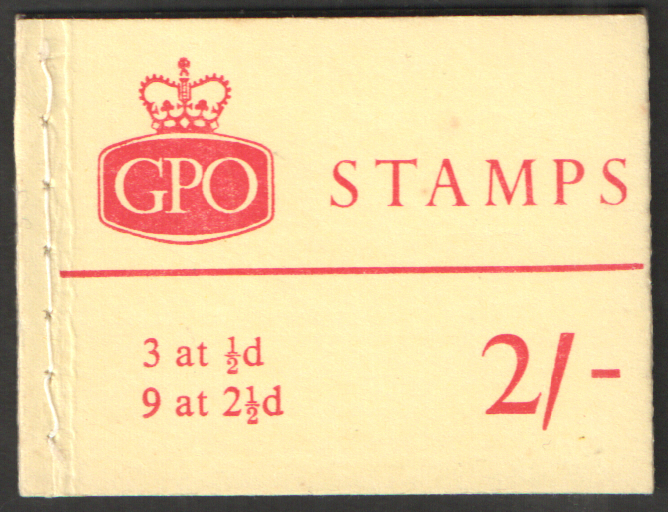 GPO
STAMPS
3 at ½d
9 at 2½d
2/-